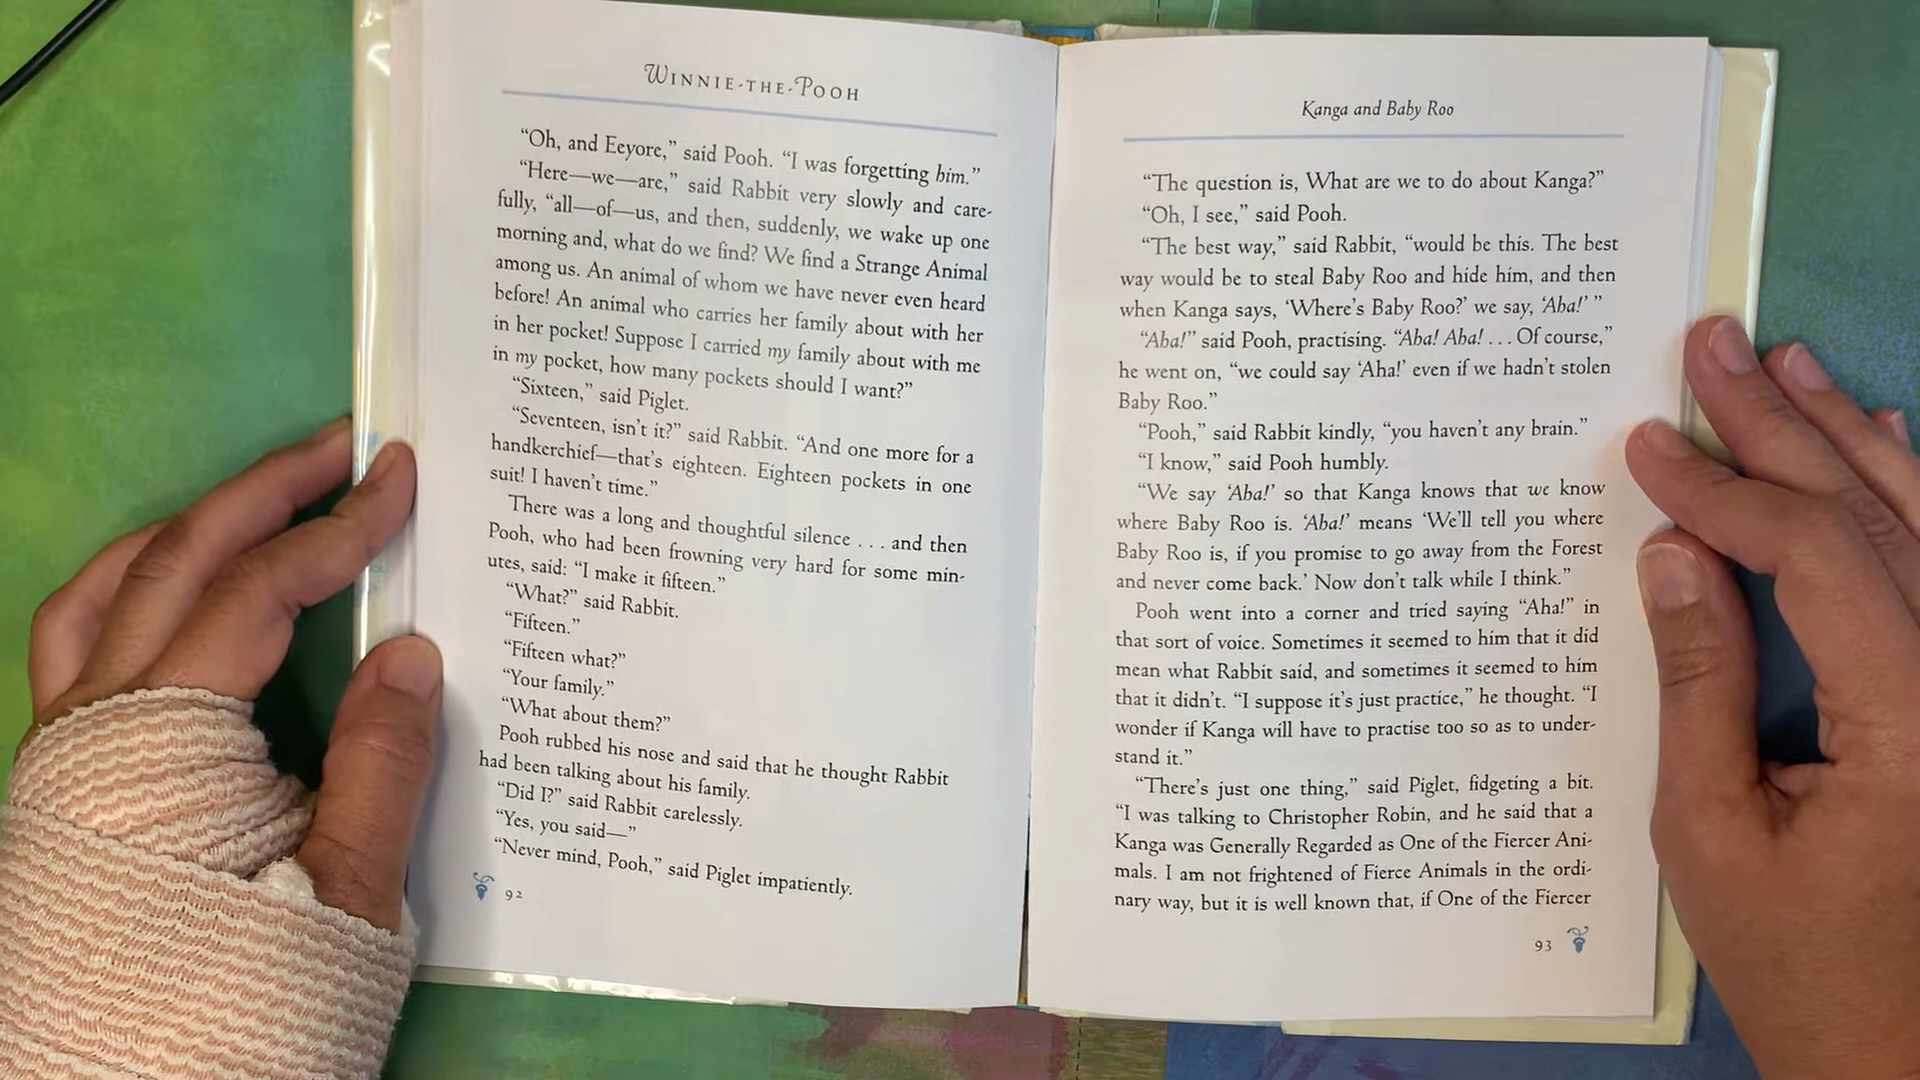 WINNIE-THE-POOH
“Oh, and Eeyore,” said Pooh. “I was forgetting him.”
“Here—we—are,” said Rabbit very slowly and care-
fully, “all—of—us, and then, suddenly, we wake up one
morning and, what do we find? We find a Strange Animal
among us. An animal of whom we have never even heard
before! An animal who carries her family about with her
in her pocket! Suppose I carried my family about with me
in my pocket, how many pockets should I want?”
“Sixteen,” said Piglet.
“Seventeen, isn’t it?” said Rabbit. “And one more for a
handkerchief—that’s eighteen. Eighteen pockets in one
suit! I haven’t time.”
There was a long and thoughtful silence . . . and then
Pooh, who had been frowning very hard for some min-
utes, said: “I make it fifteen.”
“What?” said Rabbit.
“Fifteen.”
“Fifteen what?”
“Your family.”
“What about them?”
Pooh rubbed his nose and said that he thought Rabbit
had been talking about his family.
“Did I?” said Rabbit carelessly.
“Yes, you said—”
“Never mind, Pooh,” said Piglet impatiently.
92
Kanga and Baby Roo
“The question is, What are we to do about Kanga?”
“Oh, I see,” said Pooh.
“The best way,” said Rabbit, “would be this. The best
way would be to steal Baby Roo and hide him, and then
when Kanga says, ‘Where’s Baby Roo?’ we say, ‘Aha!’ ”
“Aha!” said Pooh, practising. “Aha! Aha! . . . Of course,”
he went on, “we could say ‘Aha!’ even if we hadn’t stolen
Baby Roo.”
“Pooh,” said Rabbit kindly, “you haven’t any brain.”
“I know,” said Pooh humbly.
“We say ‘Aha!’ so that Kanga knows that we know
where Baby Roo is. ‘Aha!’ means ‘We’ll tell you where
Baby Roo is, if you promise to go away from the Forest
and never come back.’ Now don’t talk while I think.”
Pooh went into a corner and tried saying “Aha!” in
that sort of voice. Sometimes it seemed to him that it did
mean what Rabbit said, and sometimes it seemed to him
that it didn’t. “I suppose it’s just practice,” he thought. “I
wonder if Kanga will have to practise too so as to under-
stand it.”
“There’s just one thing,” said Piglet, fidgeting a bit.
“I was talking to Christopher Robin, and he said that a
Kanga was Generally Regarded as One of the Fiercer Ani-
mals. I am not frightened of Fierce Animals in the ordi-
nary way, but it is well known that, if One of the Fiercer
93